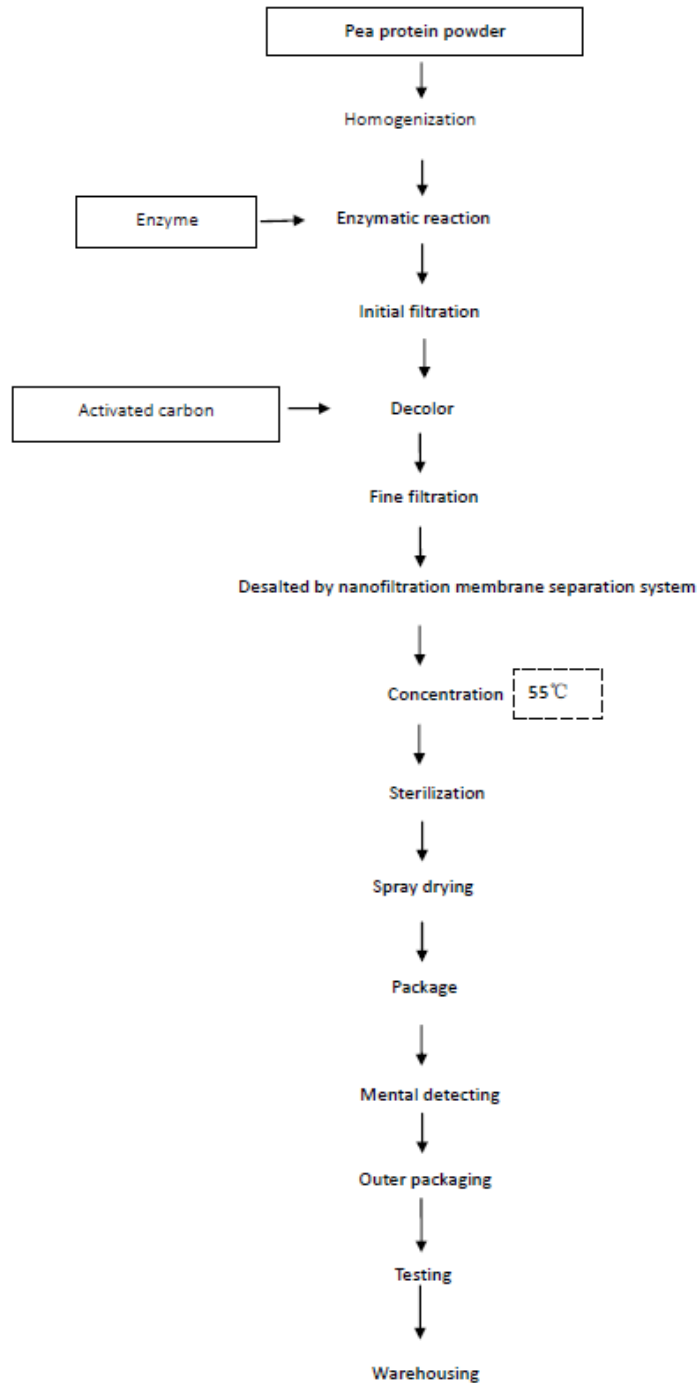 Pea protein powder
Homogenization
Enzyme
Enzymatic reaction
Initial filtration
Activated carbon
Decolor
Fine filtration
Desalted by nanofiltration membrane separation system
Concentration
55℃
Sterilization
Spray drying
Package
Mental detecting
Outer packaging
Testing
Warehousing